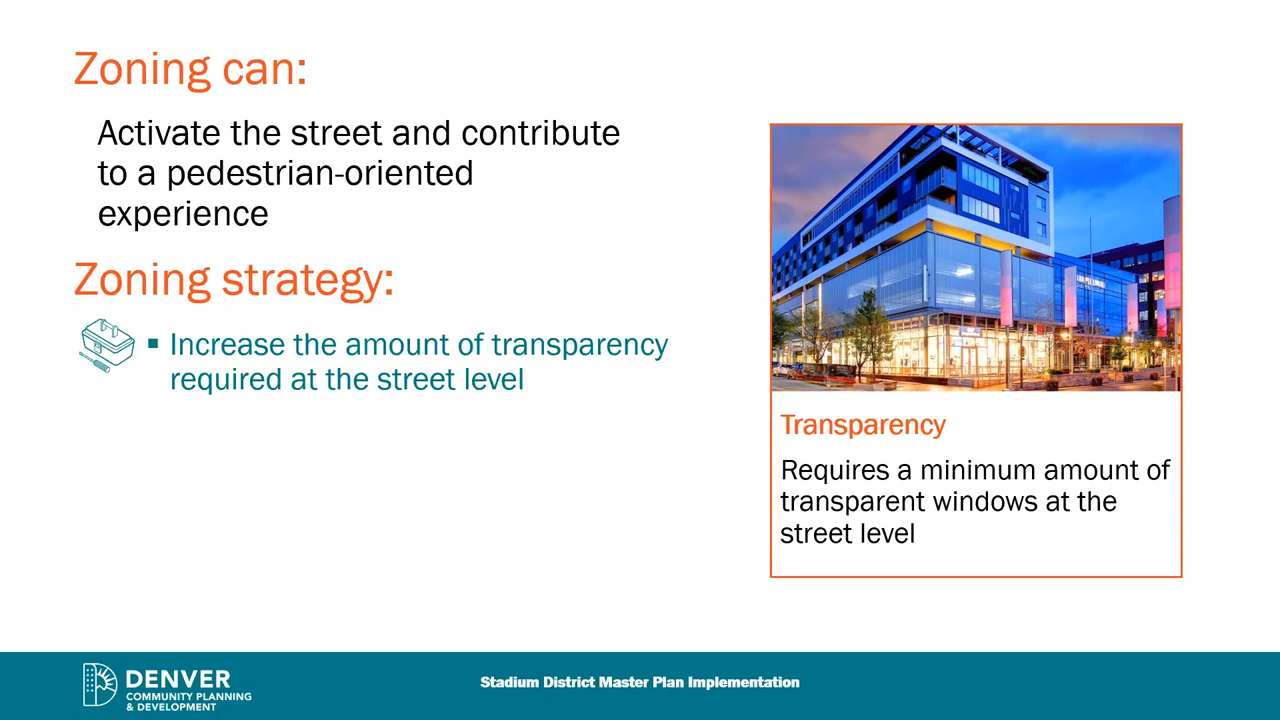 Zoning can:
Activate the street and contribute
to a pedestrian-oriented
experience
Zoning strategy:
▪ Increase the amount of transparency
required at the street level
Transparency
Requires a minimum amount of
transparent windows at the
street level
DENVER
COMMUNITY PLANNING
& DEVELOPMENT
Stadium District Master Plan Implementation